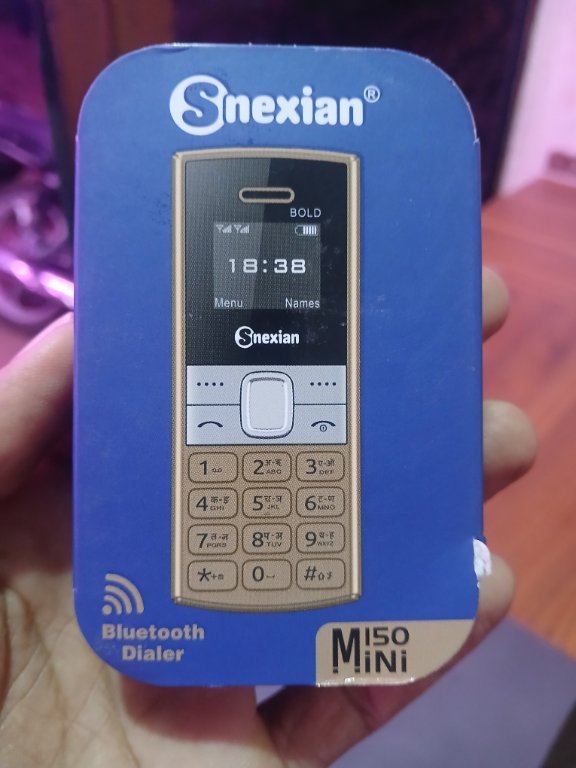 Snexian®
BOLD
18:38
Menu Names
Snexian
1 2 ABC 3 DEF
4 क-ङ GHI 5 च-ञ JKL 6 ट-ण MNO
7 त-न PQRS 8 प-म TUV 9 य-ह WXYZ
*+ 0 #
Bluetooth
Dialer
M150
MiNi